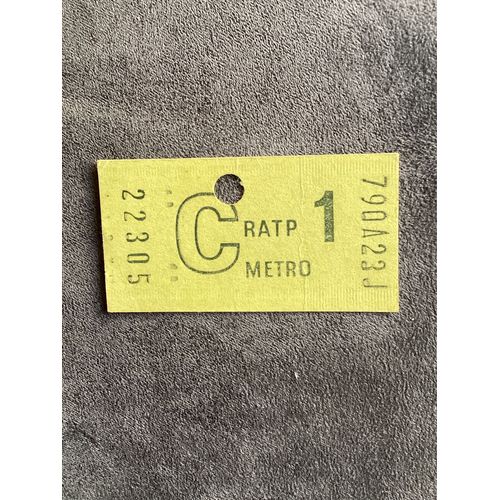 22305
C
RATP
METRO
1
790A23J